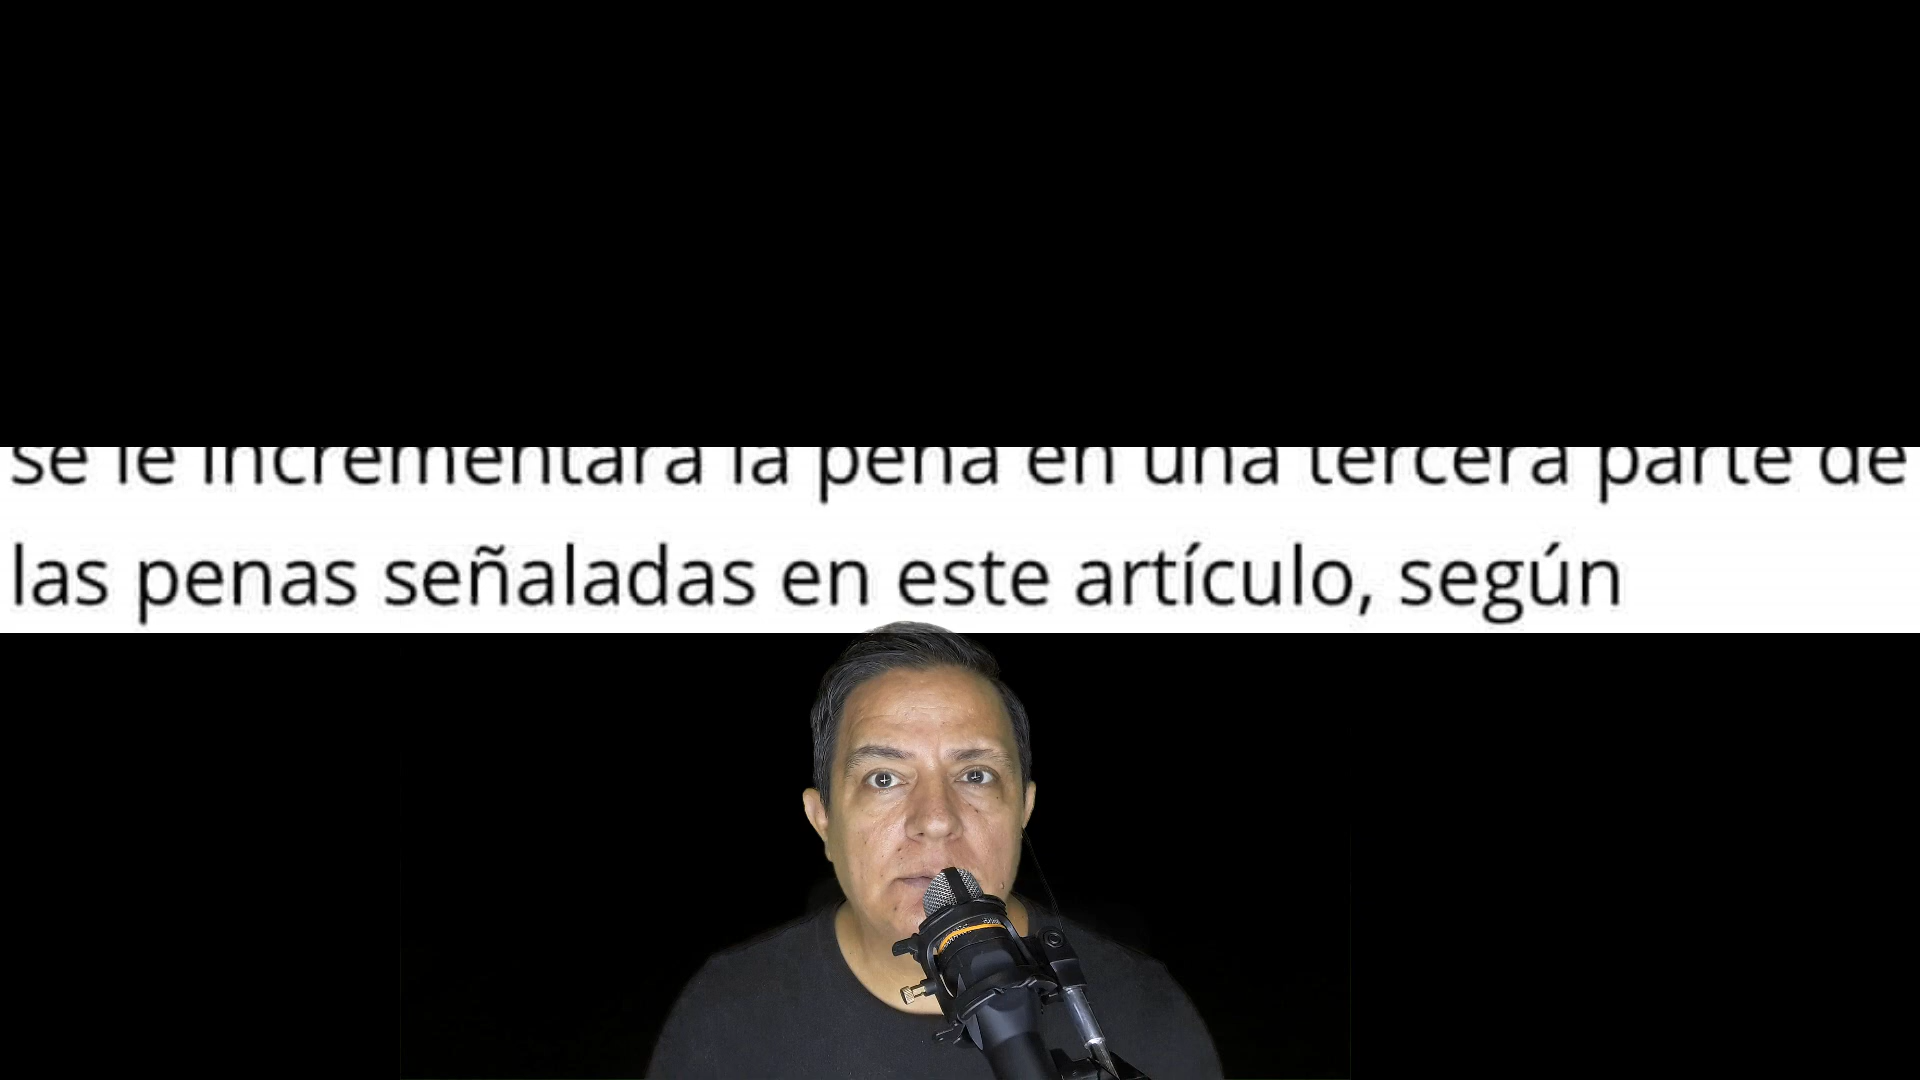 se le incrementará la pena en una tercera parte de
las penas señaladas en este artículo, según